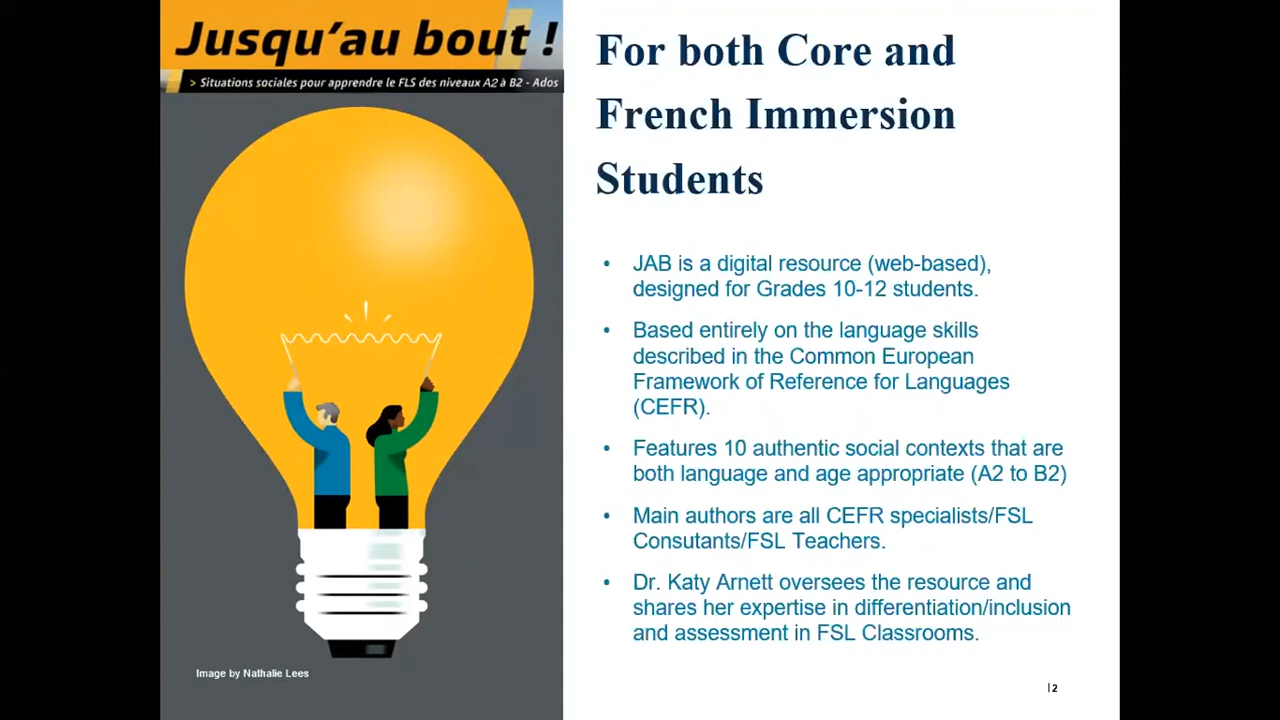 Jusqu'au bout !
> Situations sociales pour apprendre le FLS des niveaux A2 à B2 - Ados
For both Core and
French Immersion
Students
• JAB is a digital resource (web-based),
designed for Grades 10-12 students.
• Based entirely on the language skills
described in the Common European
Framework of Reference for Languages
(CEFR).
• Features 10 authentic social contexts that are
both language and age appropriate (A2 to B2)
• Main authors are all CEFR specialists/FSL
Consutants/FSL Teachers.
• Dr. Katy Arnett oversees the resource and
shares her expertise in differentiation/inclusion
and assessment in FSL Classrooms.
Image by Nathalie Lees
| 2